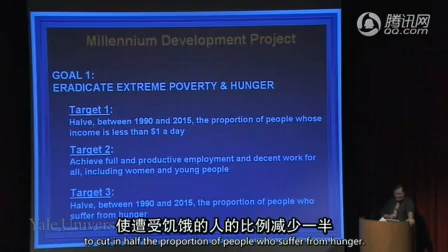 腾讯网
QQ.com
Millennium Development Project
GOAL 1:
ERADICATE EXTREME POVERTY & HUNGER
Target 1:
Halve, between 1990 and 2015, the proportion of people whose
income is less than $1 a day
Target 2:
Achieve full and productive employment and decent work for
all, including women and young people
Target 3:
Halve, between 1990 and 2015, the proportion of people who
suffer from hunger
Yale Univers
使遭受饥饿的人的比例减少一半
to cut in half the proportion of people who suffer from hunger.